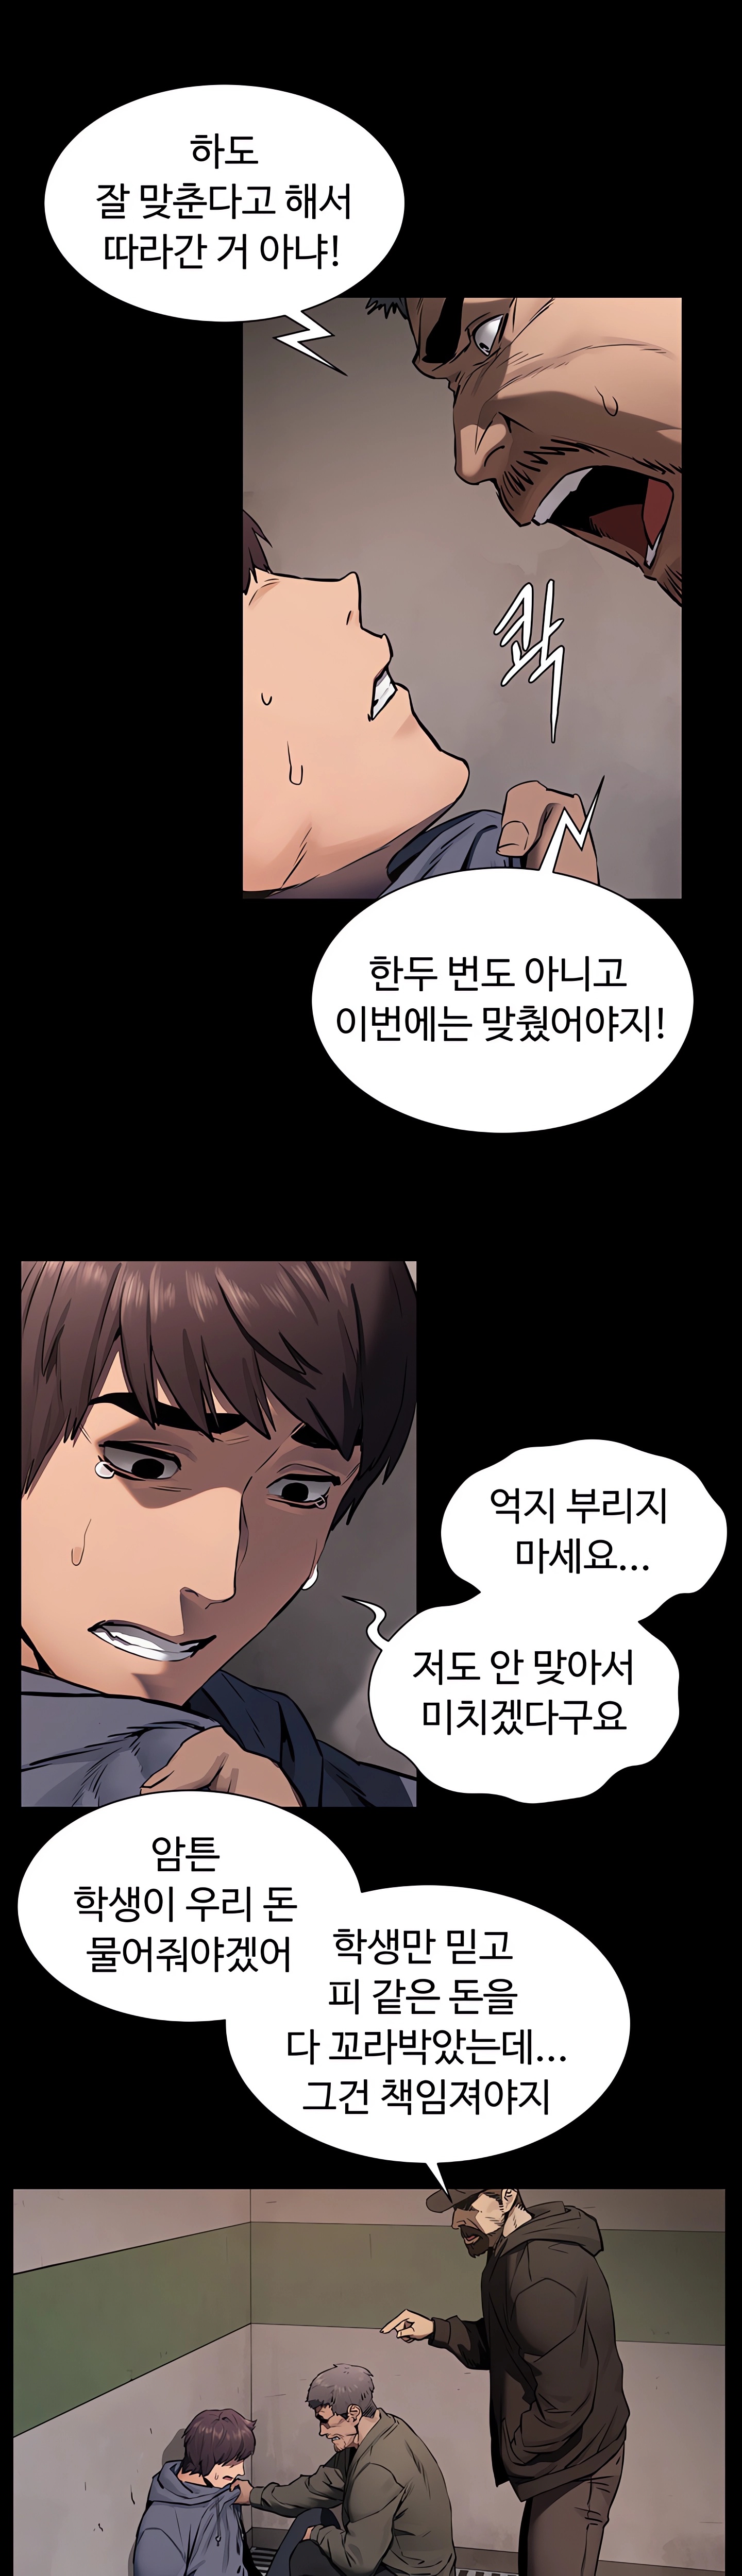 하도
잘 맞춘다고 해서
따라간 거 아냐!
콱
한두 번도 아니고
이번에는 맞췄어야지!
억지 부리지
마세요...
저도 안 맞아서
미치겠다구요
암튼
학생이 우리 돈
물어줘야겠어
학생만 믿고
피 같은 돈을
다 꼬라박았는데...
그건 책임져야지